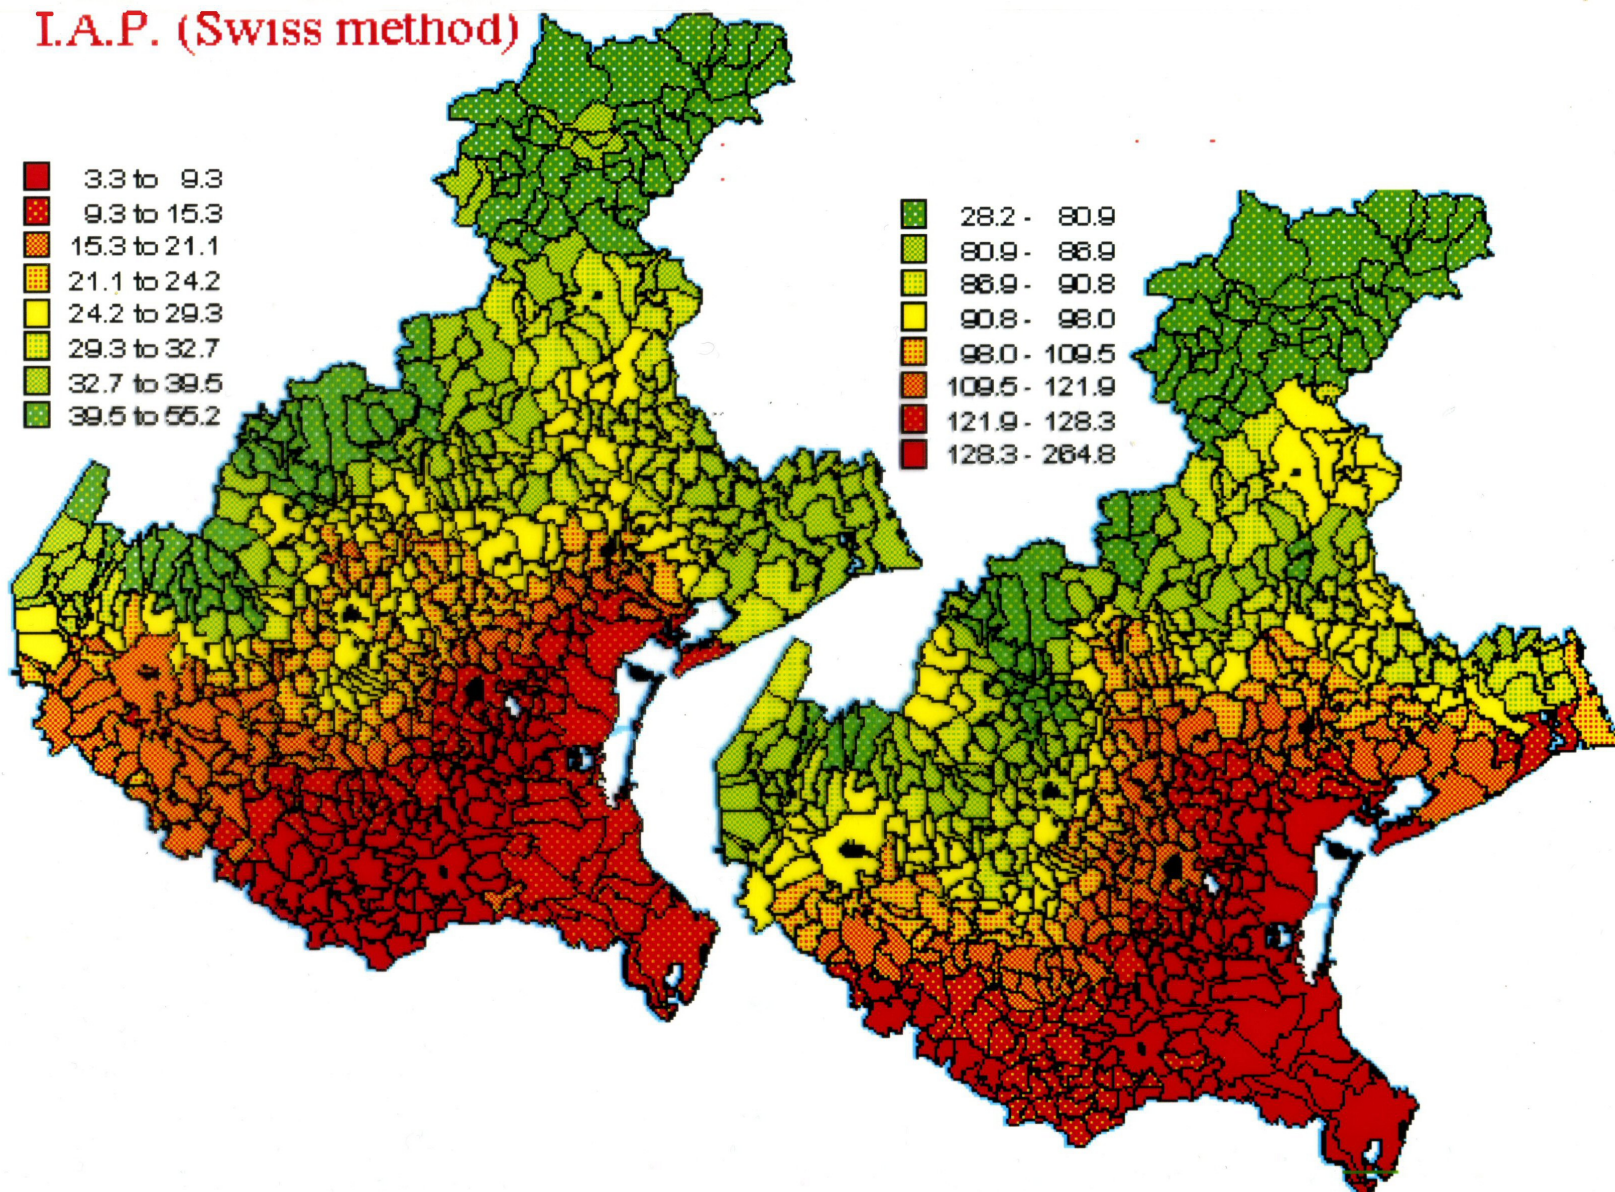 I.A.P. (Swiss method)
3.3 to 9.3
9.3 to 15.3
15.3 to 21.1
21.1 to 24.2
24.2 to 29.3
29.3 to 32.7
32.7 to 39.5
39.5 to 55.2
28.2 - 80.9
80.9 - 86.9
86.9 - 90.8
90.8 - 98.0
98.0 - 109.5
109.5 - 121.9
121.9 - 128.3
128.3 - 264.8